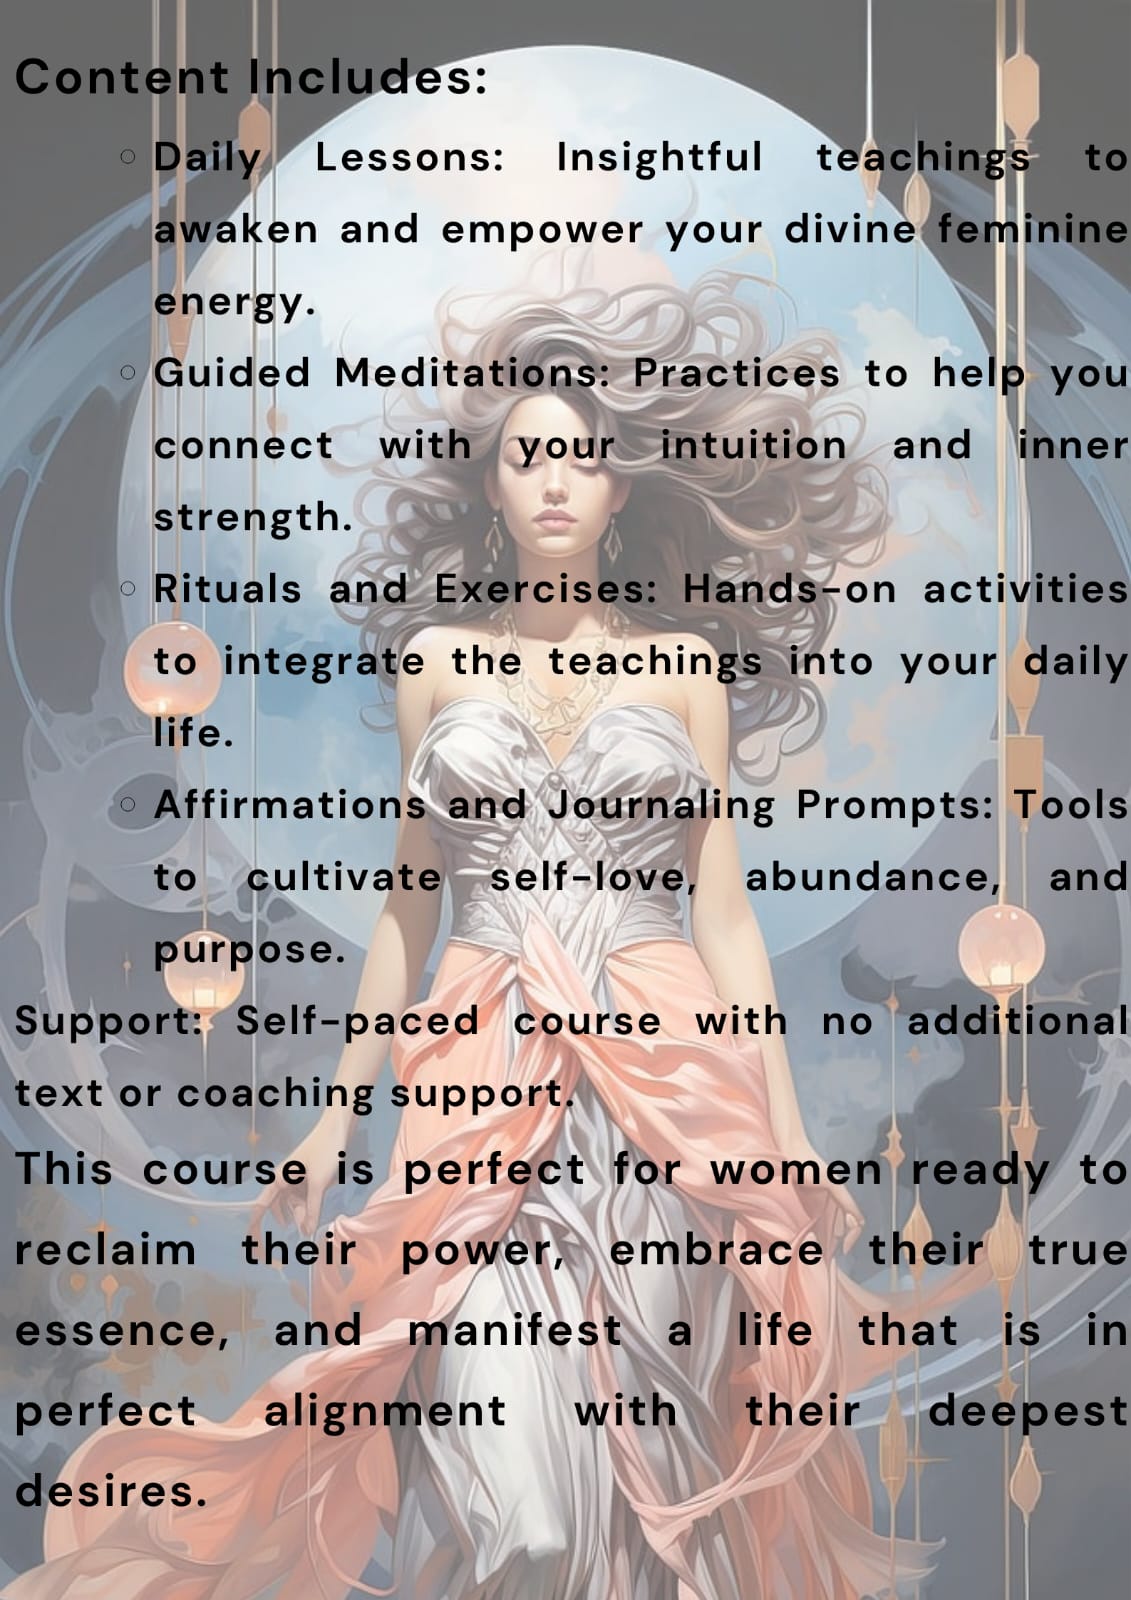 Content Includes:
Daily Lessons: Insightful teachings to
awaken and empower your divine feminine
energy.
Guided Meditations: Practices to help you
connect with your intuition and inner
strength.
Rituals and Exercises: Hands-on activities
to integrate the teachings into your daily
life.
Affirmations and Journaling Prompts: Tools
to cultivate self-love, abundance, and
purpose.
Support: Self-paced course with no additional
text or coaching support.
This course is perfect for women ready to
reclaim their power, embrace their true
essence, and manifest a life that is in
perfect alignment with their deepest
desires.